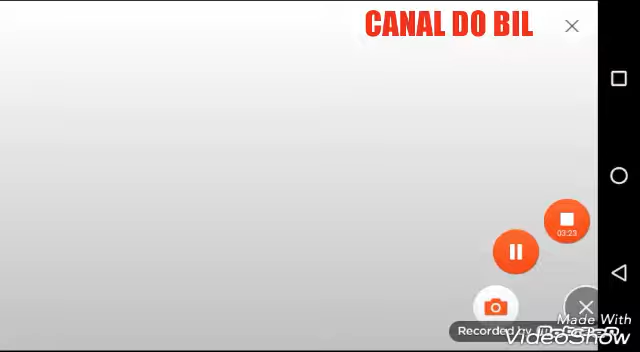 CANAL DO BIL
03:23
Recorded by
Made With
VideoShow